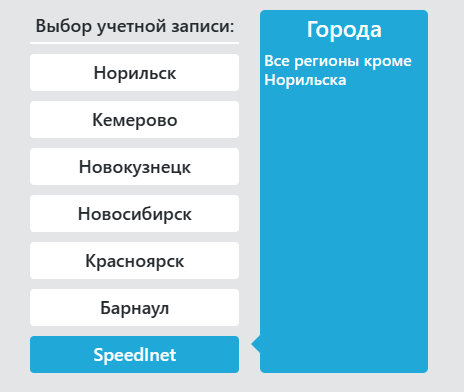 Выбор учетной записи:
Норильск
Кемерово
Новокузнецк
Новосибирск
Красноярск
Барнаул
SpeedInet
Города
Все регионы кроме
Норильска